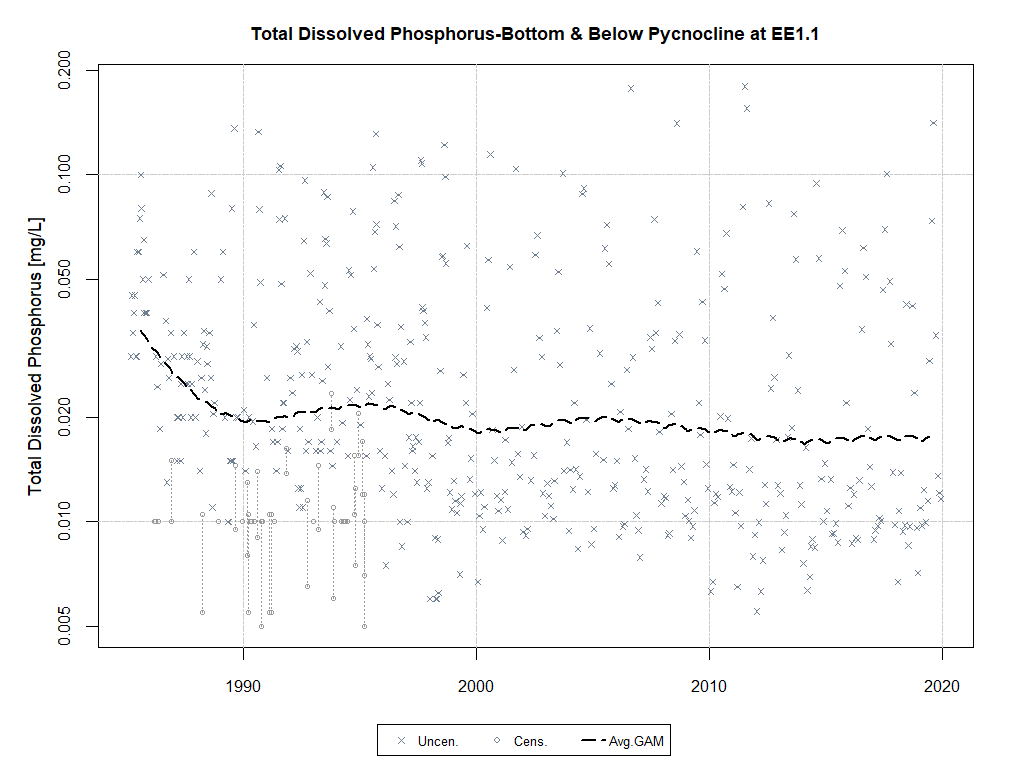 Total Dissolved Phosphorus-Bottom & Below Pycnocline at EE1.1
Total Dissolved Phosphorus [mg/L]
0.200
0.100
0.050
0.020
0.010
0.005
1990
2000
2010
2020
Uncen.
Cens.
Avg.GAM